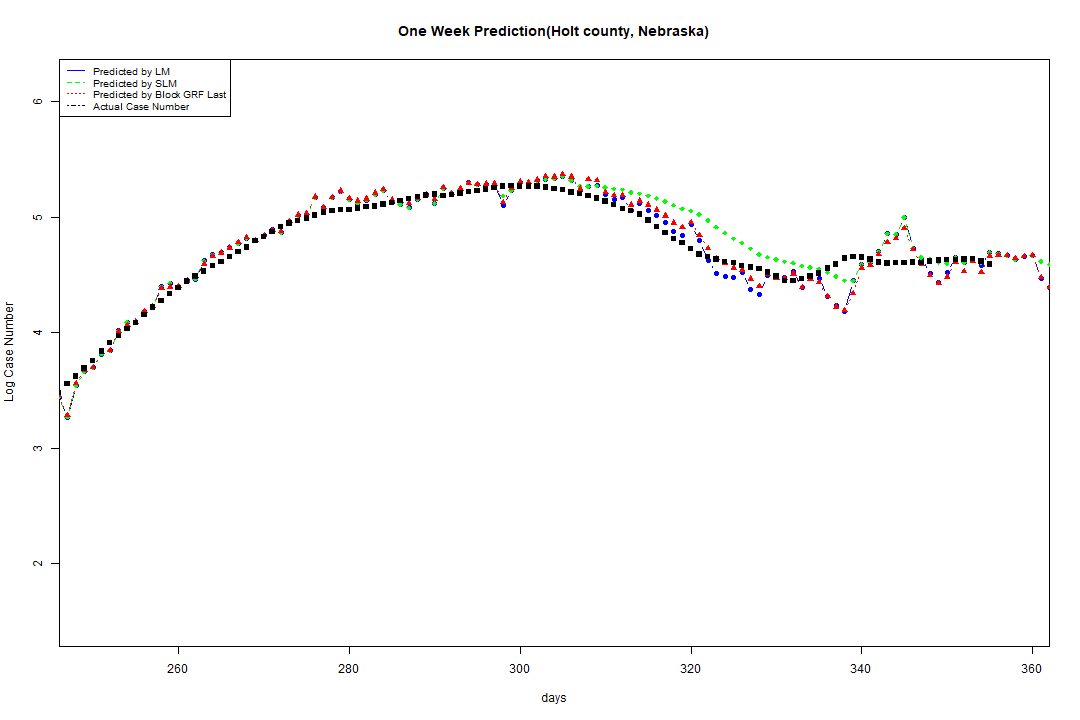 One Week Prediction(Holt county, Nebraska)
Predicted by LM
Predicted by SLM
Predicted by Block GRF Last
Actual Case Number
6
5
4
3
2
Log Case Number
260 280 300 320 340 360
days